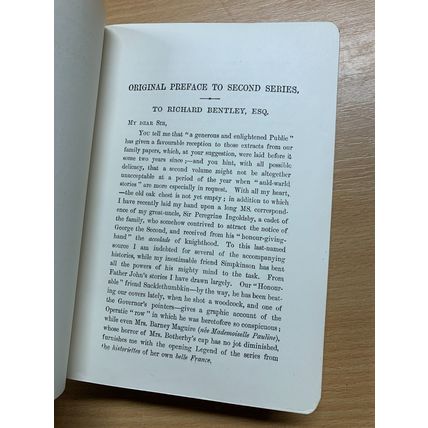 ORIGINAL PREFACE TO SECOND SERIES.
TO RICHARD BENTLEY, ESQ.
MY DEAR SIR,
YOU tell me that "a generous and enlightened Public"
has given a favourable reception to those extracts from our
family papers, which, at your suggestion, were laid before it
some two years since;—and you hint, with all possible
delicacy, that a second volume might not be altogether
unacceptable at a period of the year when "auld-warld
stories" are more especially in request. With all my heart,
—the old oak chest is not yet empty; in addition to which
I have recently laid my hand upon a long MS. correspond-
ence of my great-uncle, Sir Peregrine Ingoldsby, a cadet of
the family, who somehow contrived to attract the notice of
George the Second, and received from his "honour-giving-
hand" the accolade of knighthood. To this last-named
source I am indebted for several of the accompanying
histories, while my inestimable friend Simpkinson has bent
all the powers of his mighty mind to the task. From
Father John's stories I have drawn largely. Our "Honour-
able" friend Sucklethumbkin—by the way, he has been beat-
ing our covers lately, when he shot a woodcock, and one of
the Governor's pointers—gives a graphic account of the
Operatic "row" in which he was heretofore so conspicuous;
while even Mrs. Barney Maguire (née Mademoiselle Pauline),
whose horror of Mrs. Botherby's cap has no jot diminished,
furnishes me with the opening Legend of the series from
the historiettes of her own belle France.